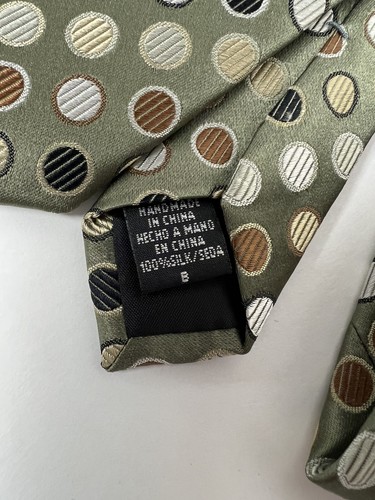 HANDMADE
IN CHINA
HECHO A MANO
EN CHINA
100%SILK/SEDA
B